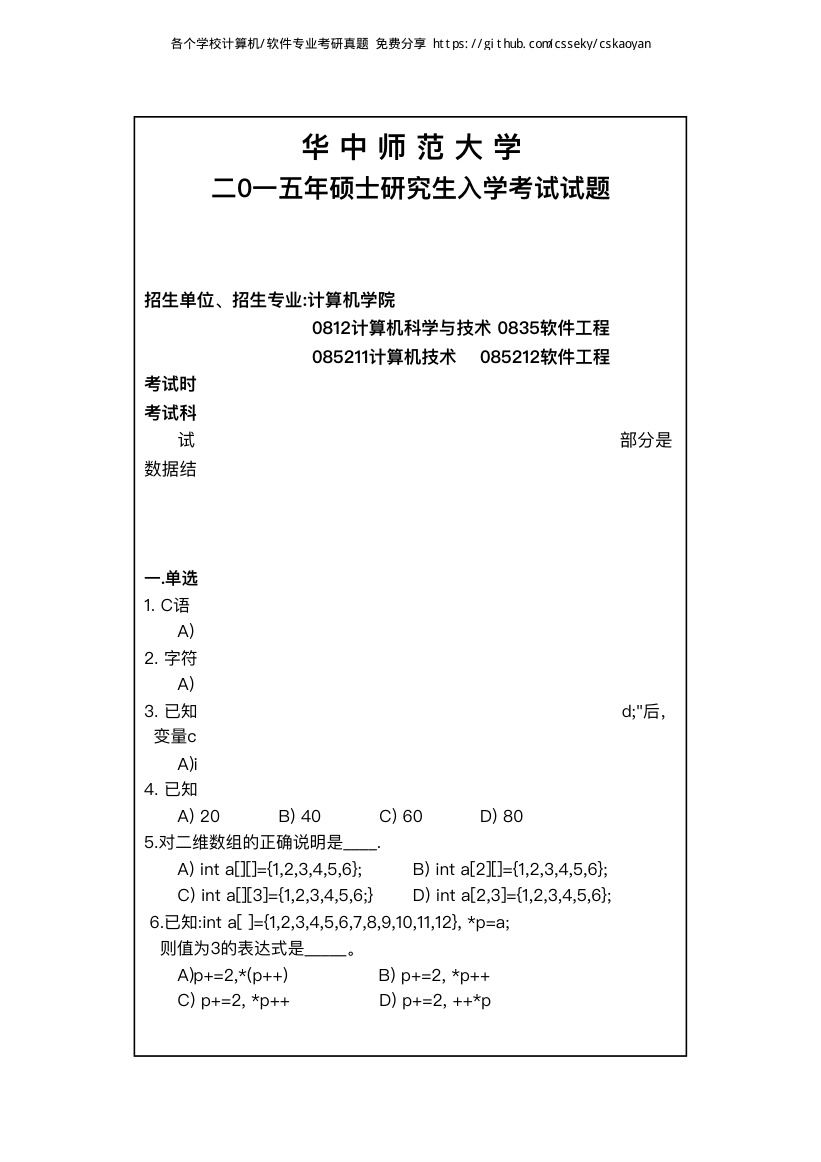 各个学校计算机/软件专业考研真题 免费分享 https://github.com/csseky/cskaoyan
华中师范大学
二0一五年硕士研究生入学考试试题
招生单位、招生专业:计算机学院
0812计算机科学与技术 0835软件工程
085211计算机技术 085212软件工程
考试时
考试科
试 部分是
数据结
一.单选
1. C语
A)
2. 字符
A)
3. 已知 d;"后,
变量c
A)i
4. 已知
A) 20 B) 40 C) 60 D) 80
5.对二维数组的正确说明是____.
A) int a[][]={1,2,3,4,5,6}; B) int a[2][]={1,2,3,4,5,6};
C) int a[][3]={1,2,3,4,5,6;} D) int a[2,3]={1,2,3,4,5,6};
6.已知:int a[ ]={1,2,3,4,5,6,7,8,9,10,11,12}, *p=a;
则值为3的表达式是_____。
A)p+=2,*(p++) B) p+=2, *p++
C) p+=2, *p++ D) p+=2, ++*p